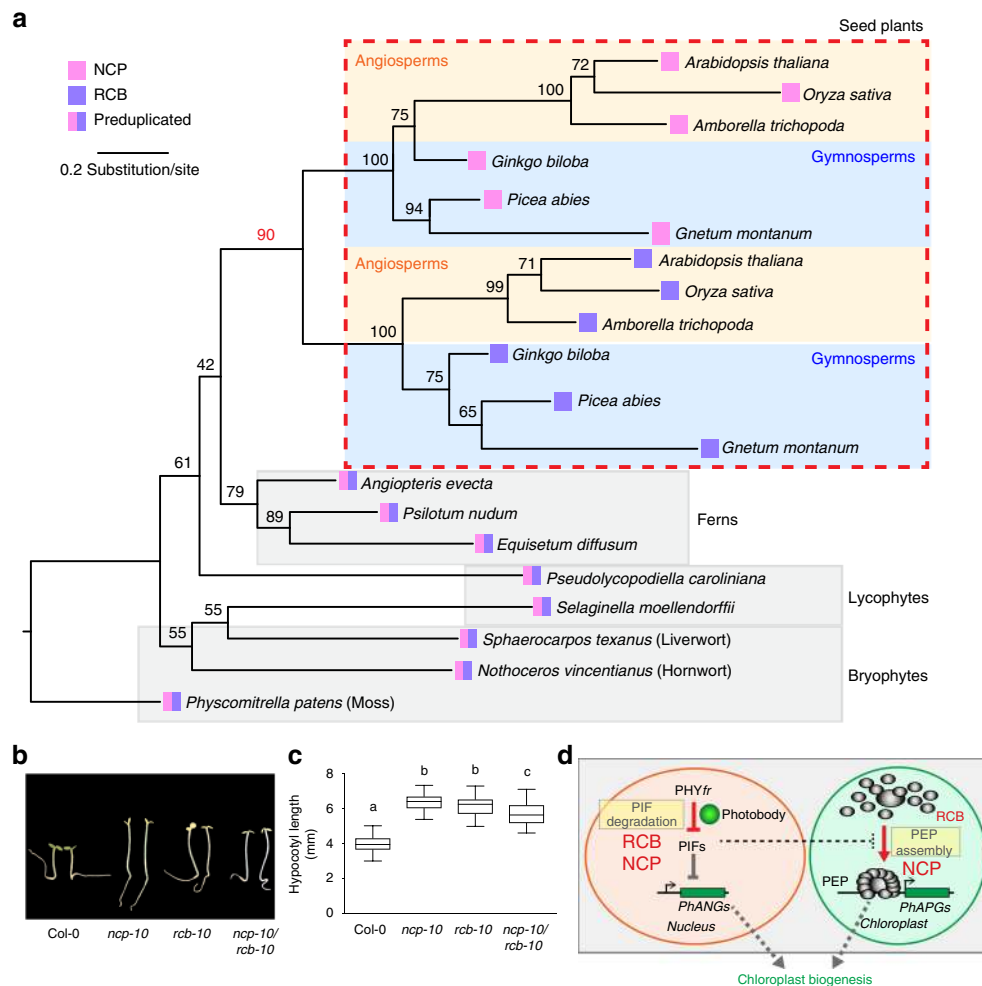 a
Seed plants
NCP
RCB
Preduplicated
0.2 Substitution/site
Angiosperms
72
Arabidopsis thaliana
100
Oryza sativa
75
Amborella trichopoda
100
Ginkgo biloba
Gymnosperms
Picea abies
94
Gnetum montanum
90
Angiosperms
Arabidopsis thaliana
71
Oryza sativa
99
Amborella trichopoda
100
Ginkgo biloba
Gymnosperms
75
Picea abies
65
Gnetum montanum
42
61
79
Angiopteris evecta
Psilotum nudum
89
Equisetum diffusum
Ferns
Pseudolycopodiella caroliniana
Lycophytes
55
Selaginella moellendorffii
55
Sphaerocarpos texanus (Liverwort)
Nothoceros vincentianus (Hornwort)
Bryophytes
Physcomitrella patens (Moss)
b
Col-0
ncp-10
rcb-10
ncp-10/
rcb-10
c
Hypocotyl length
(mm)
8
6
4
2
0
a
b
b
c
Col-0
ncp-10
rcb-10
ncp-10/
rcb-10
d
PHYfr
PIF
degradation
Photobody
RCB
NCP
PIFs
PhANGs
Nucleus
RCB
PEP
assembly
NCP
PEP
PhAPGs
Chloroplast
Chloroplast biogenesis